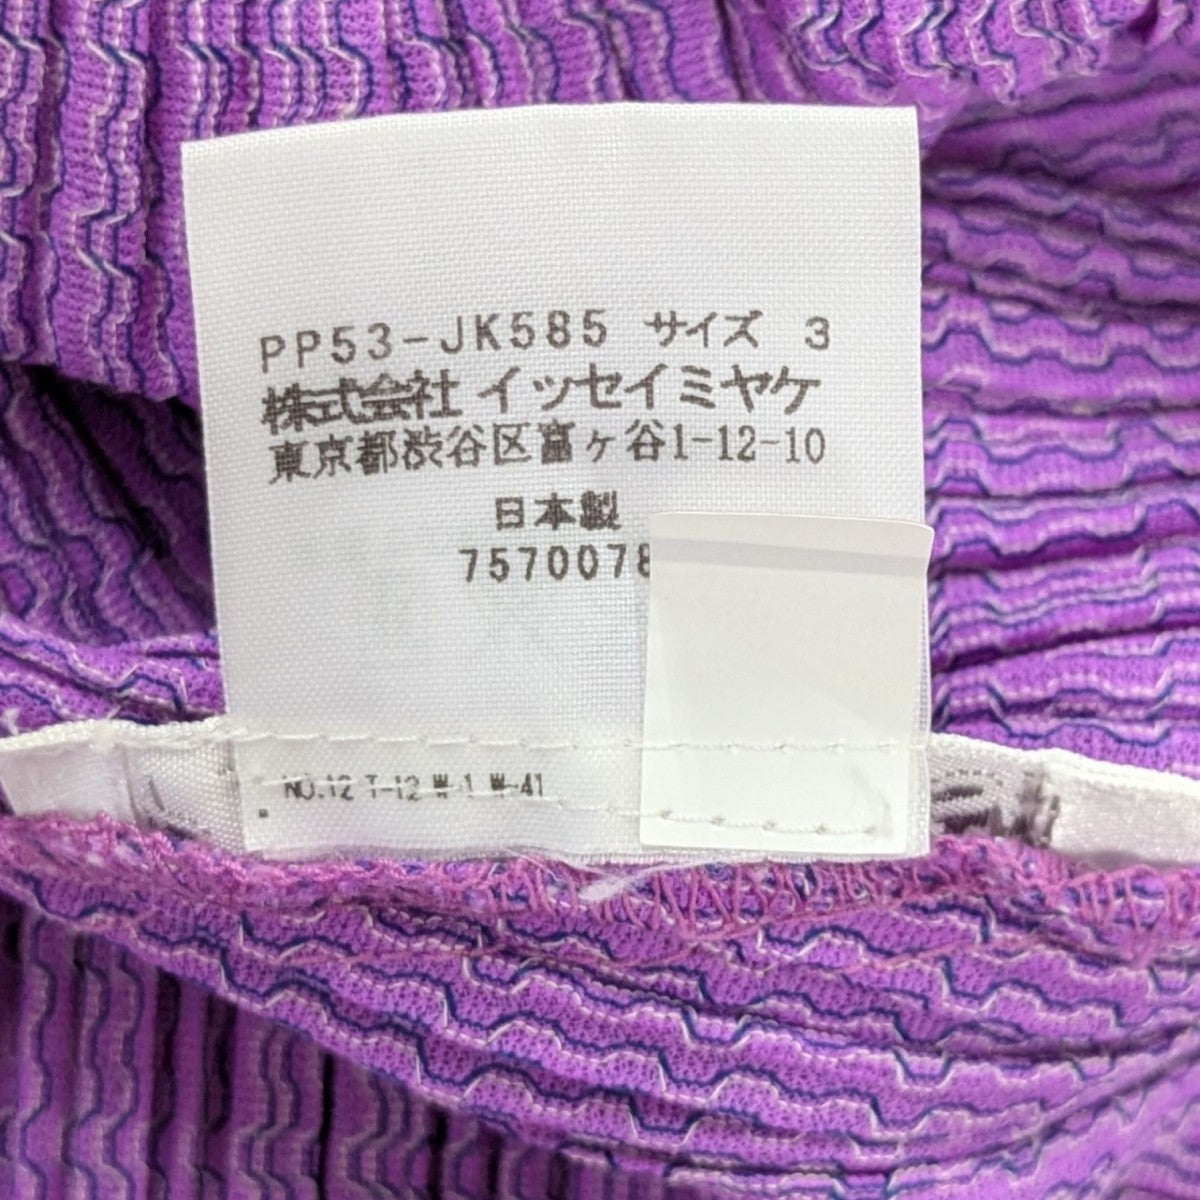 PP53-JK585 サイズ 3
株式会社 イッセイミヤケ
東京都渋谷区富ヶ谷1-12-10
日本製
7570078
NO.12 T-12 W-1 W-41